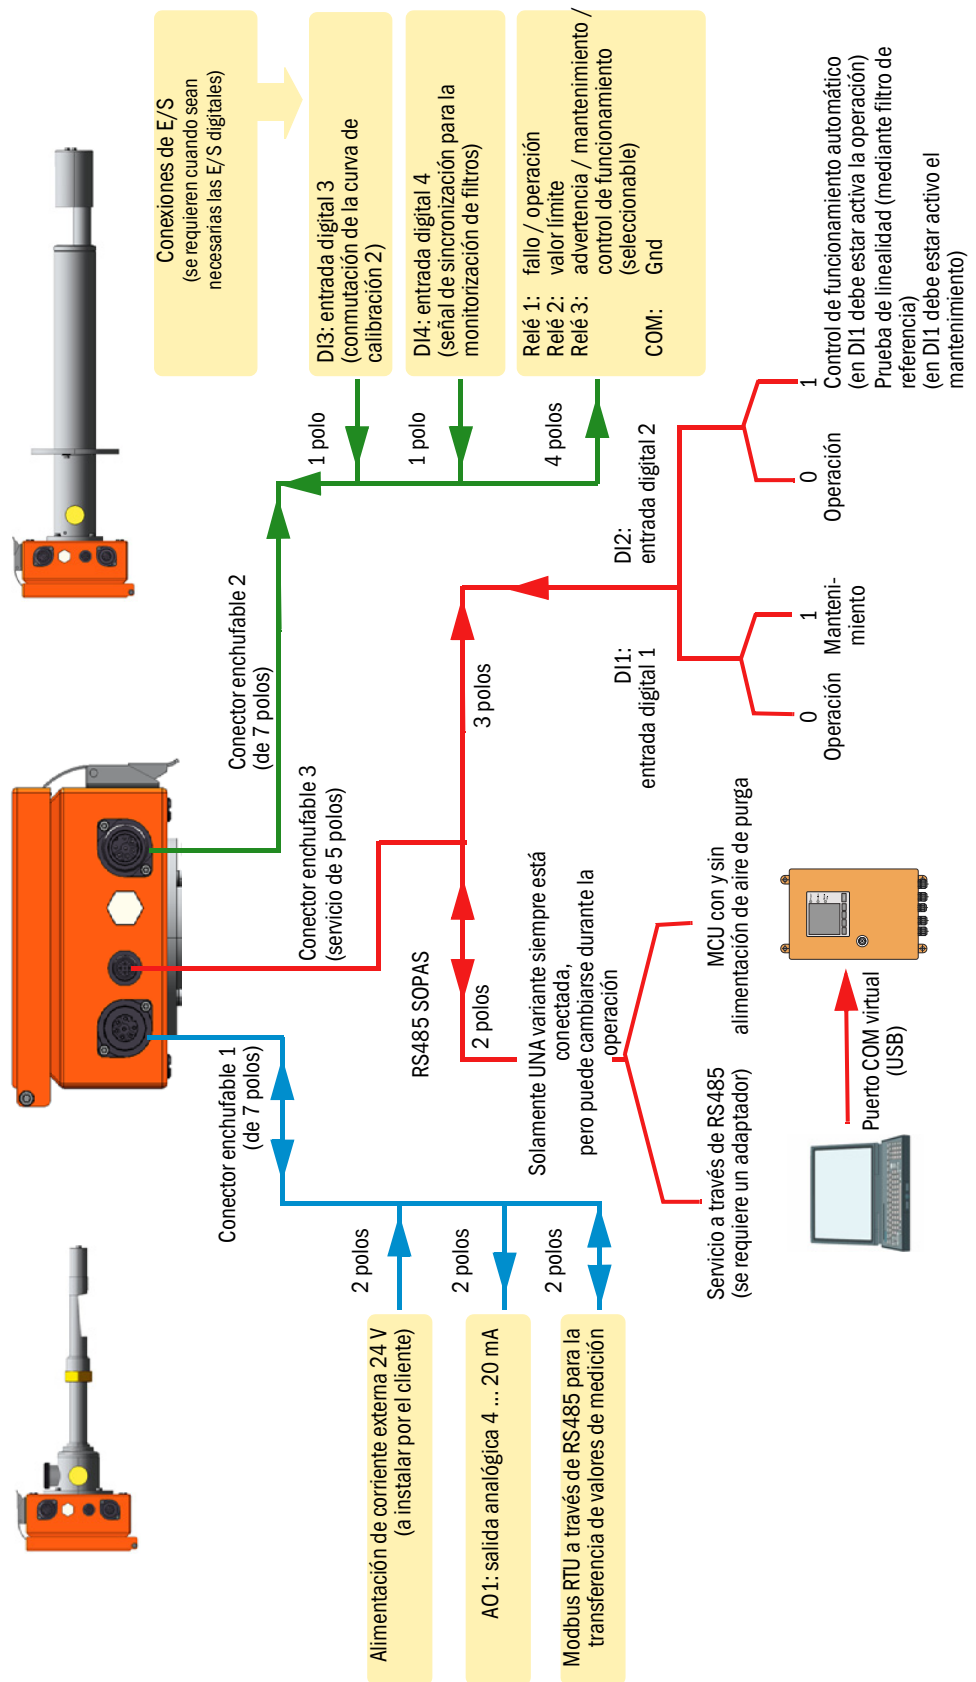 Conexiones de E/S
(se requieren cuando sean
necesarias las E/S digitales)
DI3: entrada digital 3
(conmutación de la curva de
calibración 2)
DI4: entrada digital 4
(señal de sincronización para la
monitorización de filtros)
Relé 1: fallo / operación
Relé 2: valor límite
Relé 3: advertencia / mantenimiento /
control de funcionamiento
(seleccionable)
COM: Gnd
1 polo
1 polo
4 polos
Conector enchufable 2
(de 7 polos)
Conector enchufable 3
(servicio de 5 polos)
Conector enchufable 1
(de 7 polos)
RS485 SOPAS
2 polos
3 polos
DI1:
entrada digital 1
DI2:
entrada digital 2
0
Operación
1
Manteni-
miento
0
Operación
1
Control de funcionamiento automático
(en DI1 debe estar activa la operación)
Prueba de linealidad (mediante filtro de
referencia)
(en DI1 debe estar activo el
mantenimiento)
Solamente UNA variante siempre está
conectada,
pero puede cambiarse durante la
operación
Servicio a través de RS485
(se requiere un adaptador)
MCU con y sin
alimentación de aire de purga
Puerto COM virtual
(USB)
2 polos
2 polos
2 polos
Alimentación de corriente externa 24 V
(a instalar por el cliente)
AO1: salida analógica 4 ... 20 mA
Modbus RTU a través de RS485 para la
transferencia de valores de medición